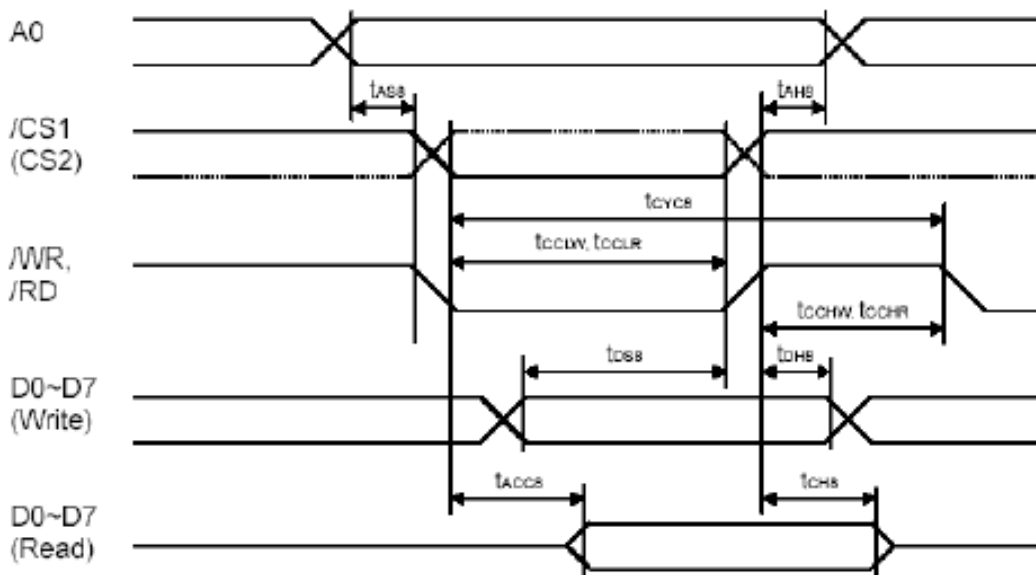 A0
tAS8
tAH8
/CS1
(CS2)
tCYC8
tCCLW, tCCLR
/WR,
/RD
tCCHW, tCCHR
tDS8
tDH8
D0~D7
(Write)
tACC8
tCH8
D0~D7
(Read)